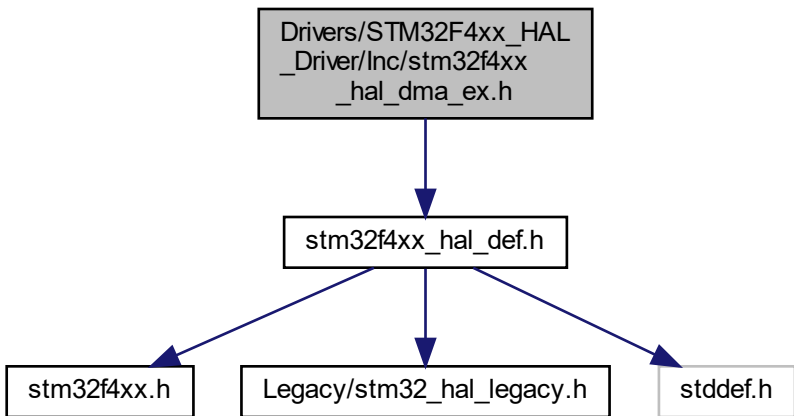 Drivers/STM32F4xx_HAL
_Driver/Inc/stm32f4xx
_hal_dma_ex.h
stm32f4xx_hal_def.h
stm32f4xx.h
Legacy/stm32_hal_legacy.h
stddef.h